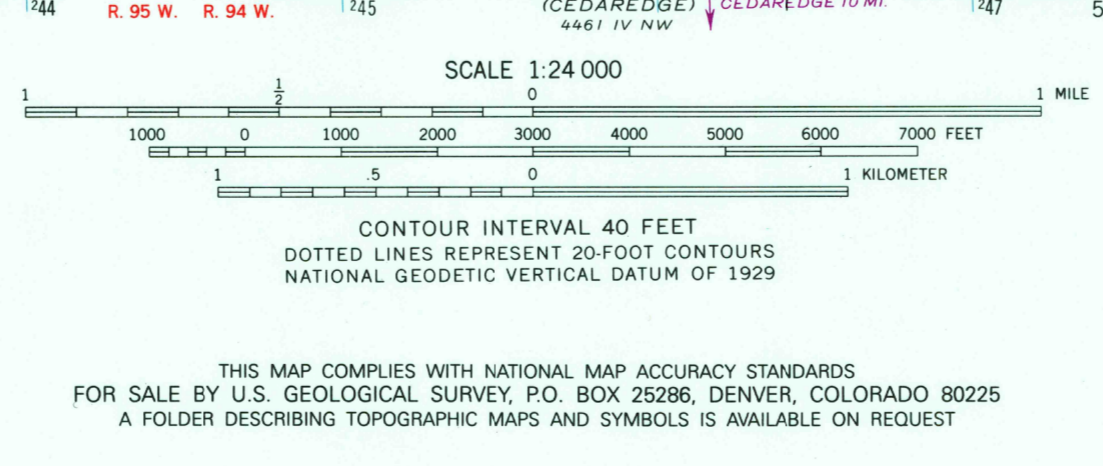 ²44 R. 95 W. R. 94 W. ²45 (CEDAREDGE) CEDAREDGE 10 MI. ²47 5
4461 IV NW
SCALE 1:24 000
1 1/2 0 1 MILE
1000 0 1000 2000 3000 4000 5000 6000 7000 FEET
1 .5 0 1 KILOMETER
CONTOUR INTERVAL 40 FEET
DOTTED LINES REPRESENT 20-FOOT CONTOURS
NATIONAL GEODETIC VERTICAL DATUM OF 1929
THIS MAP COMPLIES WITH NATIONAL MAP ACCURACY STANDARDS
FOR SALE BY U.S. GEOLOGICAL SURVEY, P.O. BOX 25286, DENVER, COLORADO 80225
A FOLDER DESCRIBING TOPOGRAPHIC MAPS AND SYMBOLS IS AVAILABLE ON REQUEST